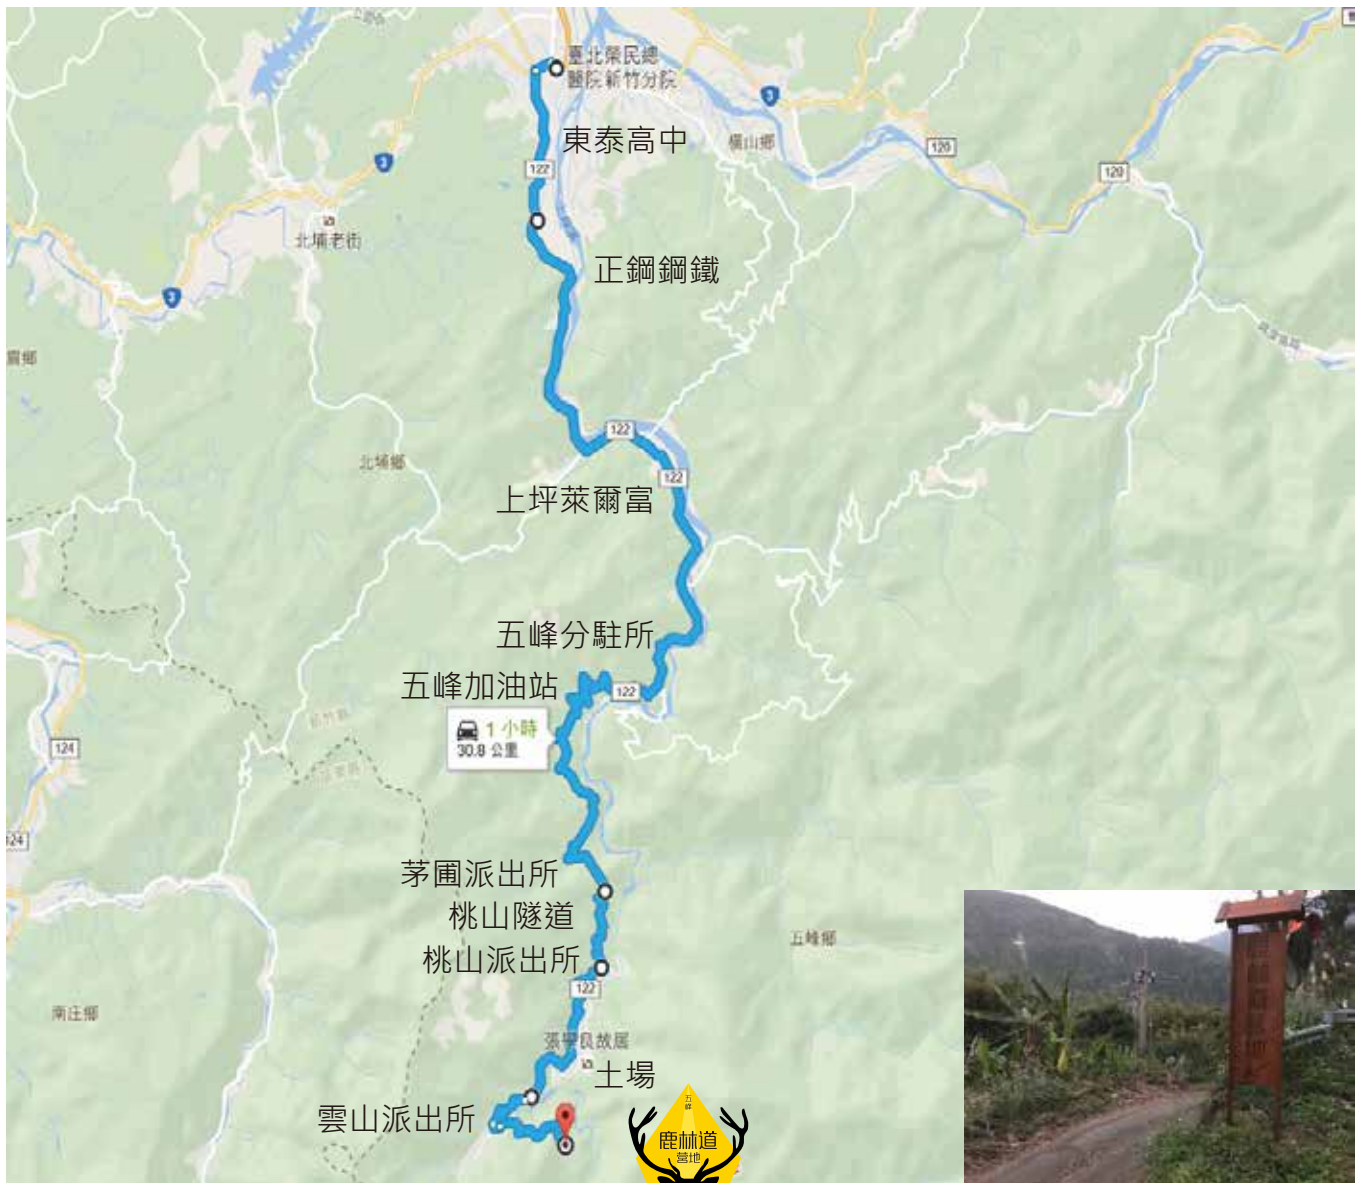 臺北榮民總
醫院新竹分院
3
東泰高中
橫山鄉
120
120
3
122
北埔老街
正鋼鋼鐵
3
122
北埔鄉
122
上坪萊爾富
五峰分駐所
五峰加油站
122
1 小時
30.8 公里
124
124
茅圃派出所
桃山隧道
五峰鄉
桃山派出所
122
南庄鄉
張學良故居
土場
雲山派出所
五峰
鹿林道
營地